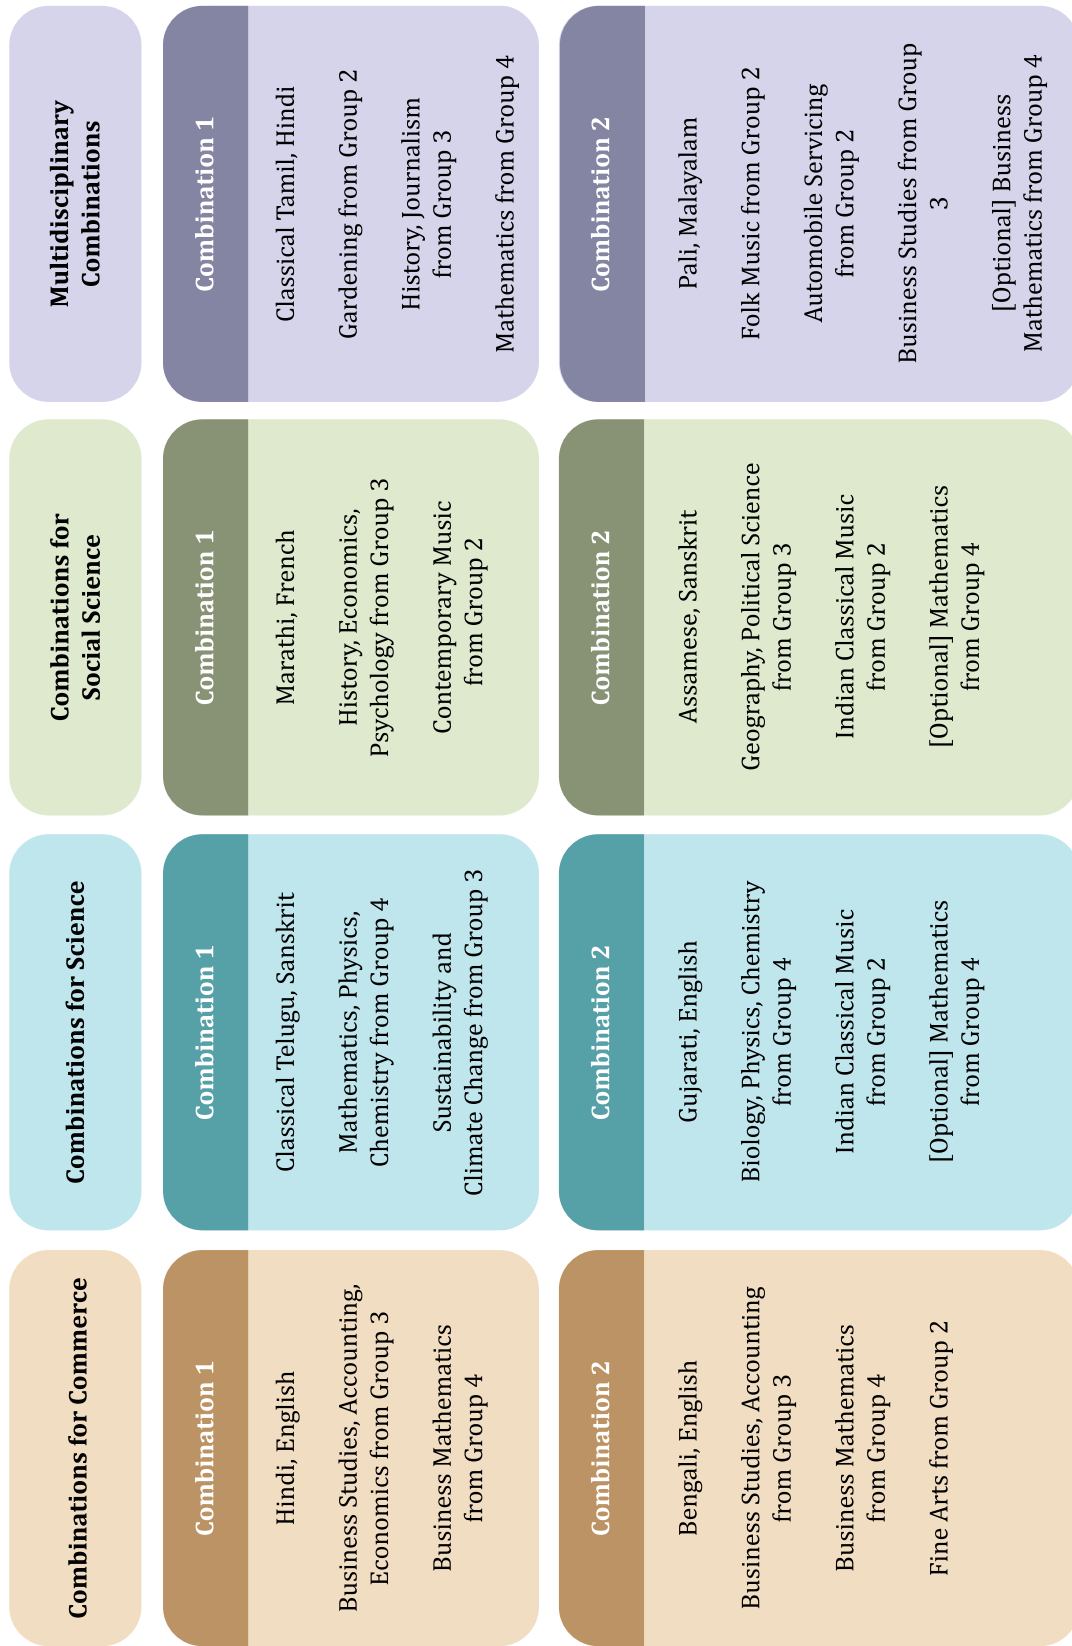 Combinations for Commerce
Combination 1
Hindi, English
Business Studies, Accounting,
Economics from Group 3
Business Mathematics
from Group 4
Combination 2
Bengali, English
Business Studies, Accounting
from Group 3
Business Mathematics
from Group 4
Fine Arts from Group 2
Combinations for Science
Combination 1
Classical Telugu, Sanskrit
Mathematics, Physics,
Chemistry from Group 4
Sustainability and
Climate Change from Group 3
Combination 2
Gujarati, English
Biology, Physics, Chemistry
from Group 4
Indian Classical Music
from Group 2
[Optional] Mathematics
from Group 4
Combinations for
Social Science
Combination 1
Marathi, French
History, Economics,
Psychology from Group 3
Contemporary Music
from Group 2
Combination 2
Assamese, Sanskrit
Geography, Political Science
from Group 3
Indian Classical Music
from Group 2
[Optional] Mathematics
from Group 4
Multidisciplinary
Combinations
Combination 1
Classical Tamil, Hindi
Gardening from Group 2
History, Journalism
from Group 3
Mathematics from Group 4
Combination 2
Pali, Malayalam
Folk Music from Group 2
Automobile Servicing
from Group 2
Business Studies from Group
3
[Optional] Business
Mathematics from Group 4